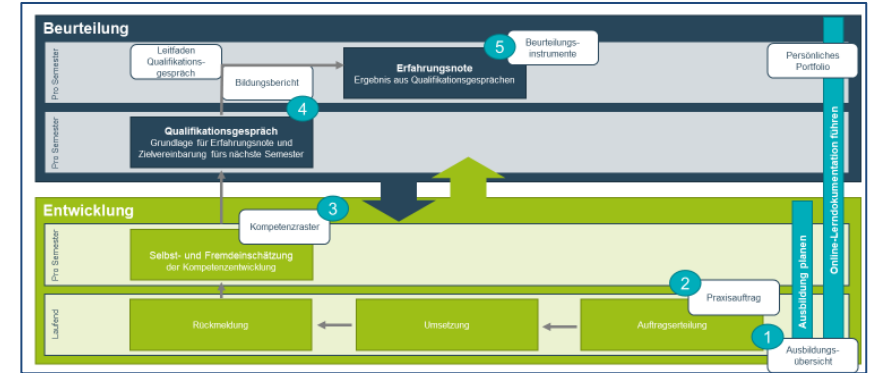 Beurteilung
Pro Semester
Leitfaden
Qualifikations-
gespräch
Bildungsbericht
5
Beurteilungs-
instrumente
Erfahrungsnote
Ergebnis aus Qualifikationsgesprächen
Persönliches
Portfolio
Pro Semester
4
Qualifikationsgespräch
Grundlage für Erfahrungsnote und
Zielvereinbarung fürs nächste Semester
Online-Lerndokumentation führen
Entwicklung
Pro Semester
3
Kompetenzraster
Selbst- und Fremdeinschätzung
der Kompetenzentwicklung
Ausbildung planen
Laufend
2
Praxisauftrag
Rückmeldung
Umsetzung
Auftragserteilung
1
Ausbildungs-
übersicht